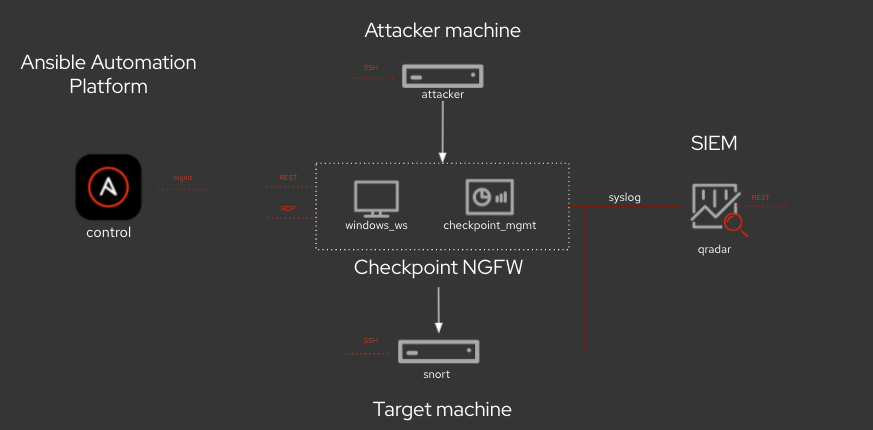 Attacker machine
Ansible Automation
Platform
SSH
attacker
SIEM
mgmt
REST
RDP
windows_ws
checkpoint_mgmt
syslog
REST
control
qradar
Checkpoint NGFW
SSH
snort
Target machine